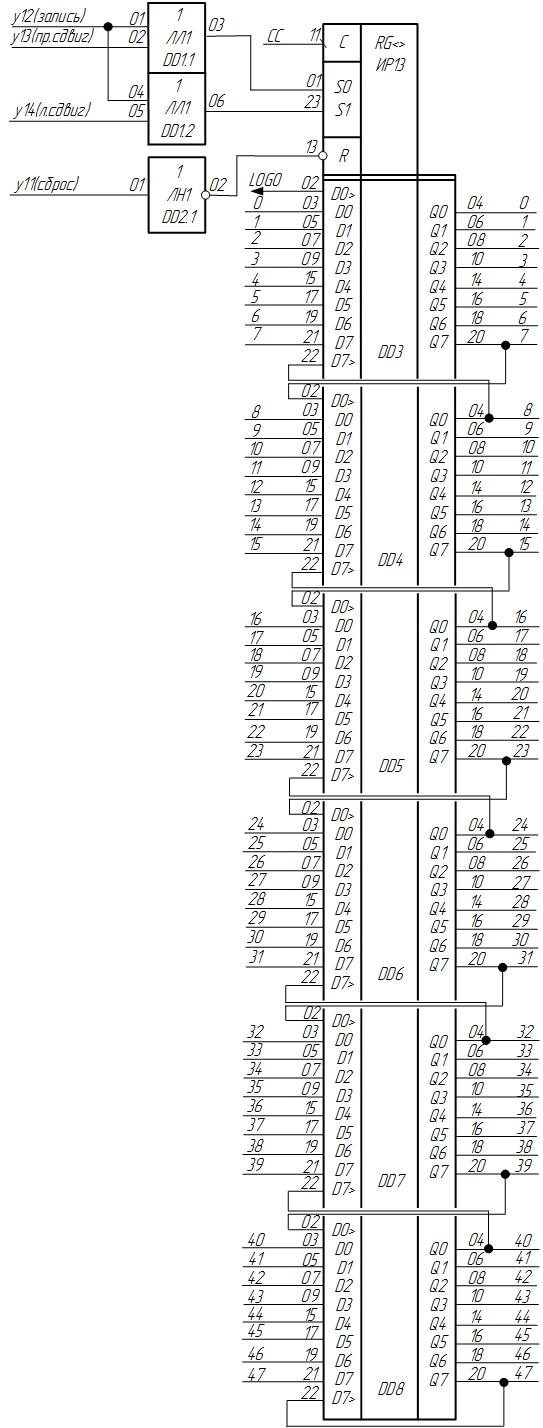 y12(запись) 01 1 03 CC 11 C RG<>
y13(пр.сдвиг) 02 ЛЛ1 ИР13
DD1.1 01 S0
04 1 06 23 S1
y14(л.сдвиг) 05 ЛЛ1
DD1.2
13 R
1
y11(сброс) 01 ЛН1 02
DD2.1
LOG0 02 D0>
0 03 D0 Q0 04 0
1 05 D1 Q1 06 1
2 07 D2 Q2 08 2
3 09 D3 Q3 10 3
4 15 D4 Q4 14 4
5 17 D5 Q5 16 5
6 19 D6 Q6 18 6
7 21 D7 Q7 20 7
22 D7> DD3
02 D0>
8 03 D0 Q0 04 8
9 05 D1 Q1 06 9
10 07 D2 Q2 08 10
11 09 D3 Q3 10 11
12 15 D4 Q4 14 12
13 17 D5 Q5 16 13
14 19 D6 Q6 18 14
15 21 D7 Q7 20 15
22 D7> DD4
02 D0>
16 03 D0 Q0 04 16
17 05 D1 Q1 06 17
18 07 D2 Q2 08 18
19 09 D3 Q3 10 19
20 15 D4 Q4 14 20
21 17 D5 Q5 16 21
22 19 D6 Q6 18 22
23 21 D7 Q7 20 23
22 D7> DD5
02 D0>
24 03 D0 Q0 04 24
25 05 D1 Q1 06 25
26 07 D2 Q2 08 26
27 09 D3 Q3 10 27
28 15 D4 Q4 14 28
29 17 D5 Q5 16 29
30 19 D6 Q6 18 30
31 21 D7 Q7 20 31
22 D7> DD6
02 D0>
32 03 D0 Q0 04 32
33 05 D1 Q1 06 33
34 07 D2 Q2 08 34
35 09 D3 Q3 10 35
36 15 D4 Q4 14 36
37 17 D5 Q5 16 37
38 19 D6 Q6 18 38
39 21 D7 Q7 20 39
22 D7> DD7
02 D0>
40 03 D0 Q0 04 40
41 05 D1 Q1 06 41
42 07 D2 Q2 08 42
43 09 D3 Q3 10 43
44 15 D4 Q4 14 44
45 17 D5 Q5 16 45
46 19 D6 Q6 18 46
47 21 D7 Q7 20 47
22 D7> DD8